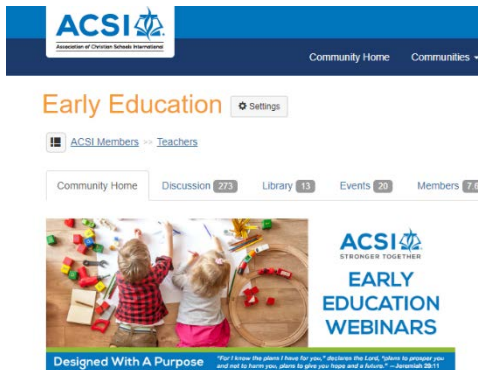 ACSI
Association of Christian Schools International
Community Home Communities
Early Education Settings
ACSI Members >> Teachers
Community Home Discussion 273 Library 13 Events 20 Members
ACSI
STRONGER TOGETHER
EARLY
EDUCATION
WEBINARS
Designed With A Purpose
"For I know the plans I have for you," declares the Lord, "plans to prosper you
and not to harm you, plans to give you hope and a future." — Jeremiah 29:11